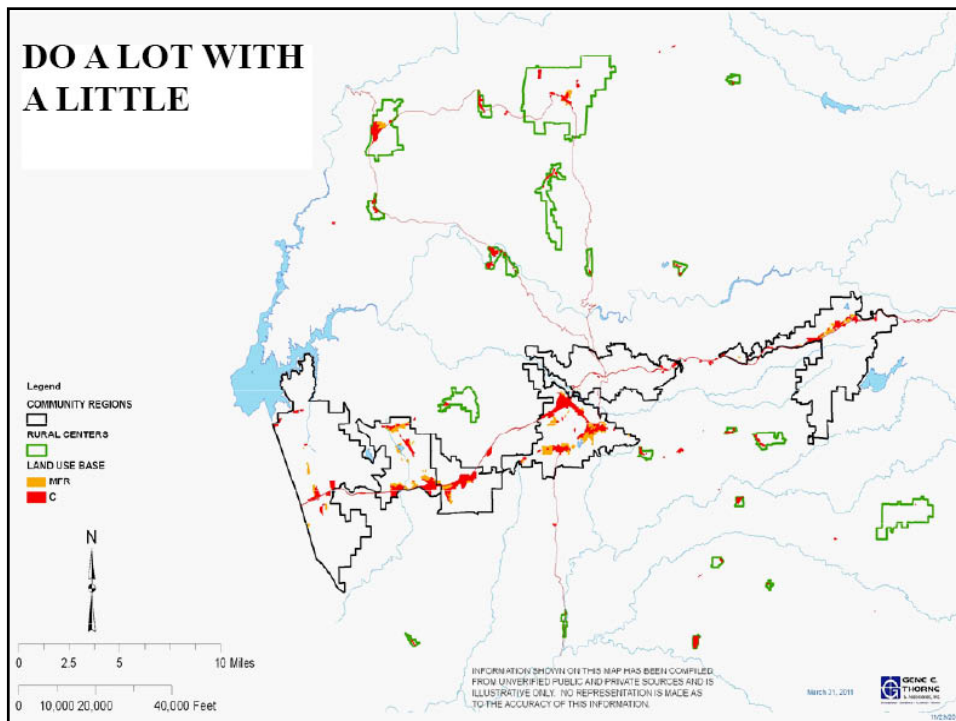 DO A LOT WITH
A LITTLE
4
Legend
COMMUNITY REGIONS
RURAL CENTERS
LAND USE BASE
MFR
C
N
0 2.5 5 10 Miles
0 10,000 20,000 40,000 Feet
INFORMATION SHOWN ON THIS MAP HAS BEEN COMPILED
FROM UNVERIFIED PUBLIC AND PRIVATE SOURCES AND IS
ILLUSTRATIVE ONLY. NO REPRESENTATION IS MADE AS
TO THE ACCURACY OF THIS INFORMATION.
GENE E.
THORNE
& ASSOCIATES, INC.